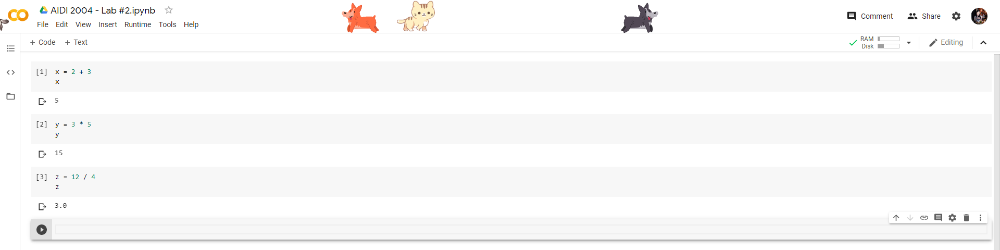 AIDI 2004 - Lab #2.ipynb
File Edit View Insert Runtime Tools Help
Comment Share
+ Code + Text
RAM
Disk
Editing
[1] x = 2 + 3
x
5
[2] y = 3 * 5
y
15
[3] z = 12 / 4
z
3.0